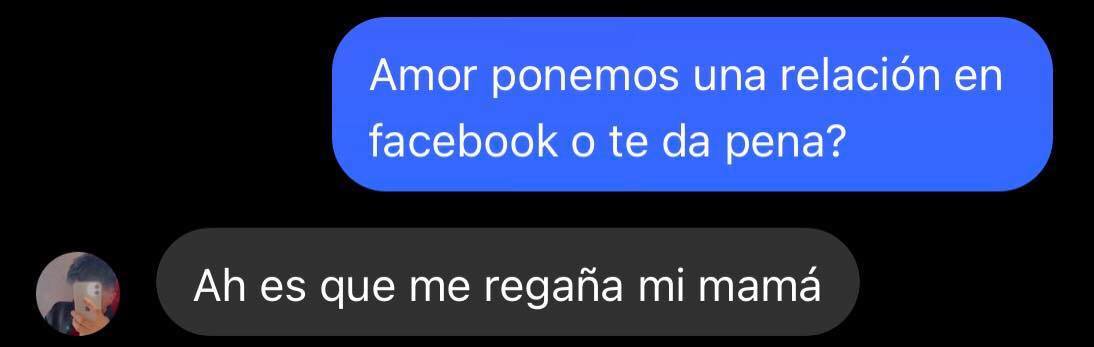 Amor ponemos una relación en
facebook o te da pena?
Ah es que me regaña mi mamá